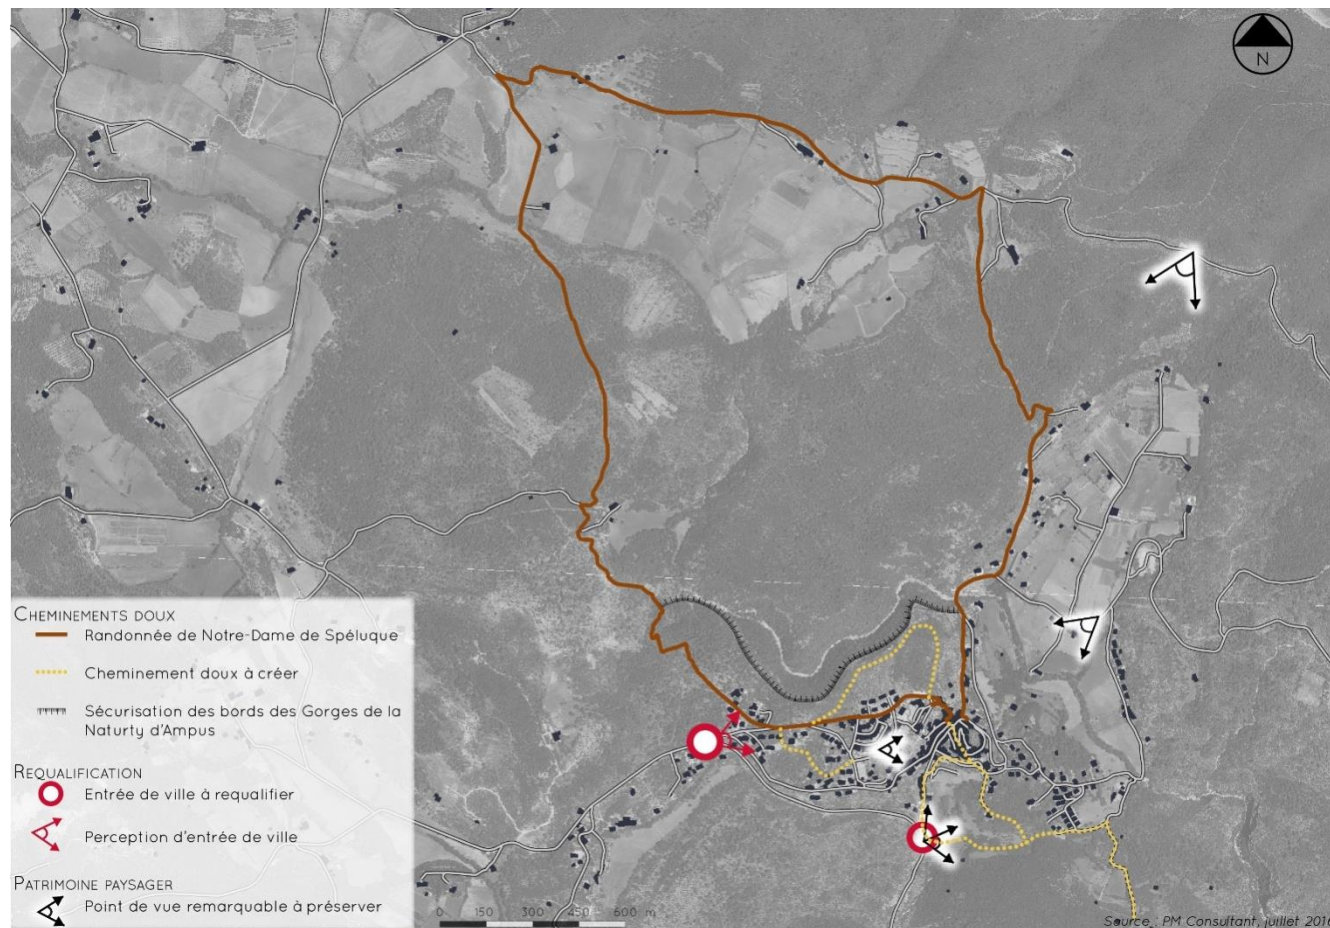 N
CHEMINEMENTS DOUX
Randonnée de Notre-Dame de Spéluque
Cheminement doux à créer
Sécurisation des bords des Gorges de la
Naturty d'Ampus
REQUALIFICATION
Entrée de ville à requalifier
Perception d'entrée de ville
PATRIMOINE PAYSAGER
Point de vue remarquable à préserver
0 150 300 450 600 m
Source : PM Consultant, juillet 2016